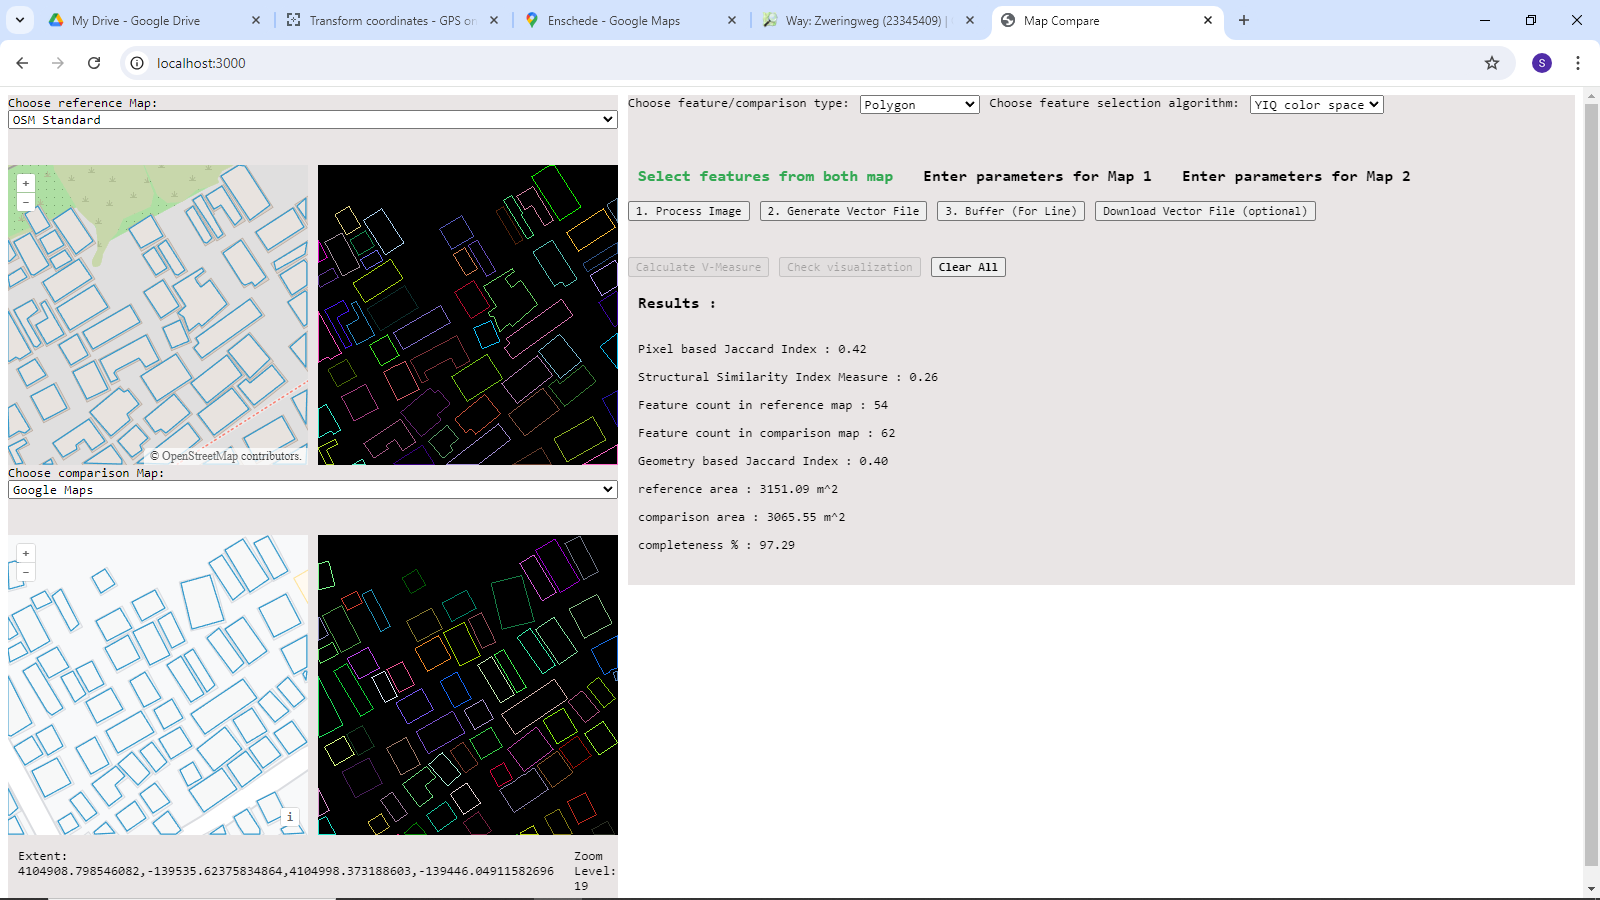 My Drive - Google Drive
Transform coordinates - GPS on
Enschede - Google Maps
Way: Zweringweg (23345409) |
Map Compare
localhost:3000
S
Choose reference Map:
OSM Standard
+
−
© OpenStreetMap contributors.
Choose comparison Map:
Google Maps
+
−
i
Extent:
4104908.798546082,-139535.62375834864,4104998.373188603,-139446.04911582696
Zoom
Level:
19
Choose feature/comparison type:
Polygon
Choose feature selection algorithm:
YIQ color space
Select features from both map
Enter parameters for Map 1
Enter parameters for Map 2
1. Process Image
2. Generate Vector File
3. Buffer (For Line)
Download Vector File (optional)
Calculate V-Measure
Check visualization
Clear All
Results :
Pixel based Jaccard Index : 0.42
Structural Similarity Index Measure : 0.26
Feature count in reference map : 54
Feature count in comparison map : 62
Geometry based Jaccard Index : 0.40
reference area : 3151.09 m^2
comparison area : 3065.55 m^2
completeness % : 97.29